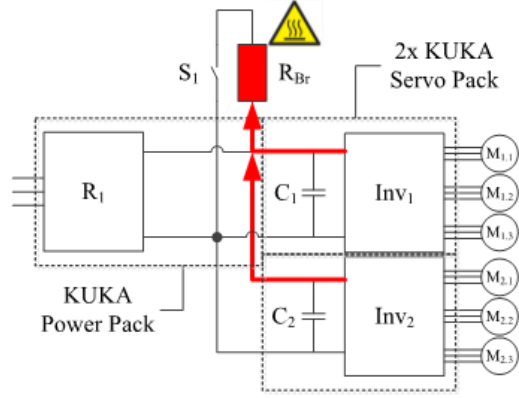 S1
RBr
2x KUKA
Servo Pack
R1
C1
Inv1
M1.1
M1.2
M1.3
KUKA
Power Pack
C2
Inv2
M2.1
M2.2
M2.3